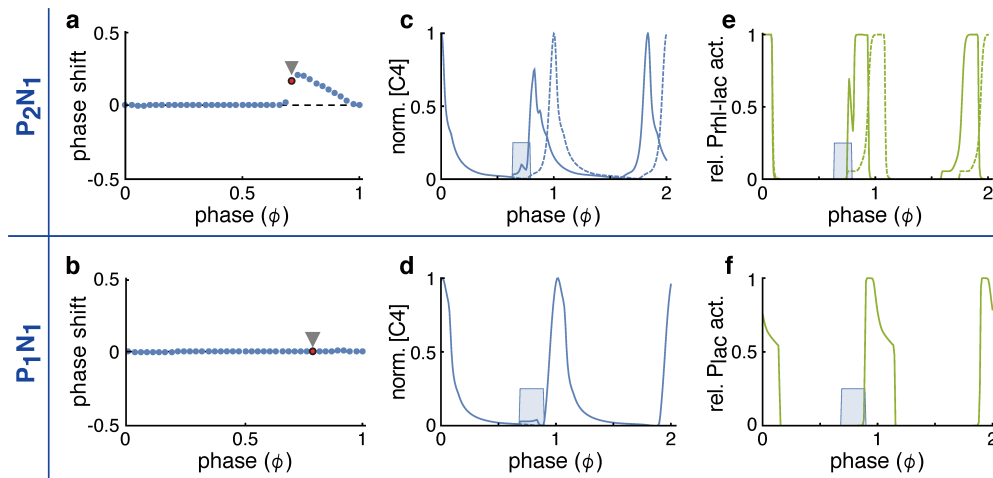 a
c
e
P2N1
phase shift
0.5
0
-0.5
0
0.5
1
phase (ϕ)
norm. [C4]
1
0.5
0
0
1
2
phase (ϕ)
rel. Prhl-lac act.
1
0.5
0
0
1
2
phase (ϕ)
b
d
f
P1N1
phase shift
0.5
0
-0.5
0
0.5
1
phase (ϕ)
norm. [C4]
1
0.5
0
0
1
2
phase (ϕ)
rel. Plac act.
1
0.5
0
0
1
2
phase (ϕ)